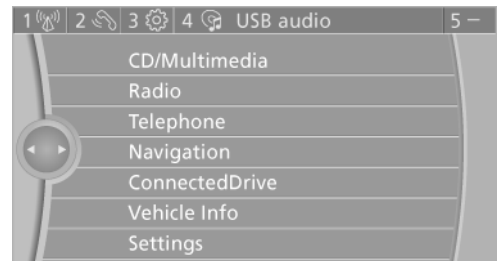 1 2 3 4 USB audio 5 –
CD/Multimedia
Radio
Telephone
Navigation
ConnectedDrive
Vehicle Info
Settings